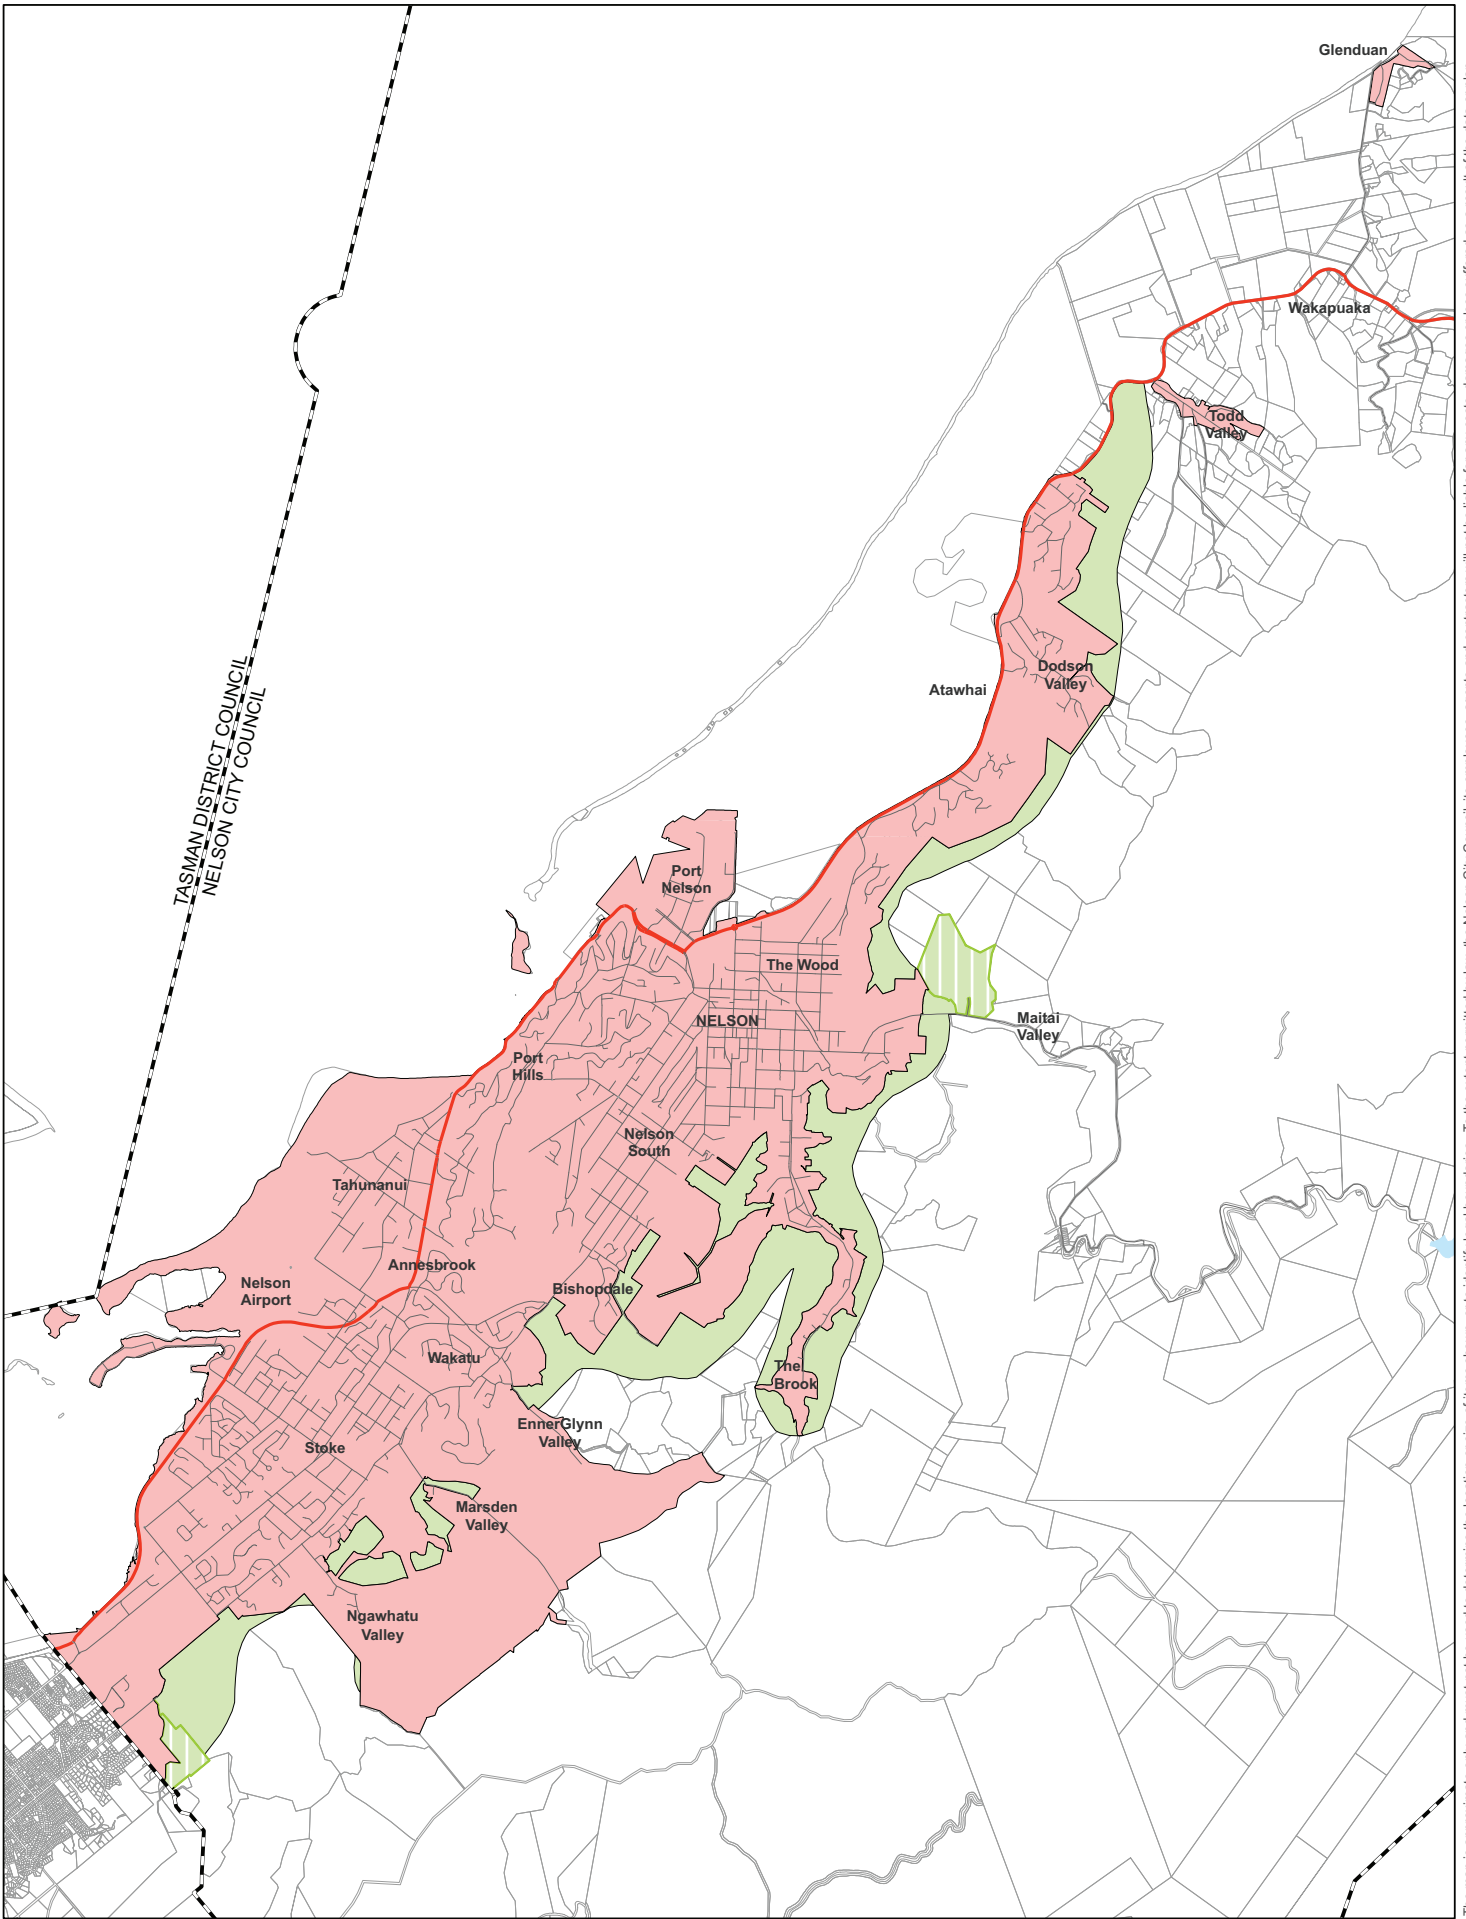 Glenduan
Wakapuaka
Todd
Valley
Dodson
Valley
Atawhai
TASMAN DISTRICT COUNCIL
NELSON CITY COUNCIL
Port
Nelson
The Wood
NELSON
Maitai
Valley
Port
Hills
Nelson
South
Tahunanui
Annesbrook
Nelson
Airport
Bishopdale
Wakatu
The
Brook
EnnerGlynn
Valley
Stoke
Marsden
Valley
Ngawhatu
Valley